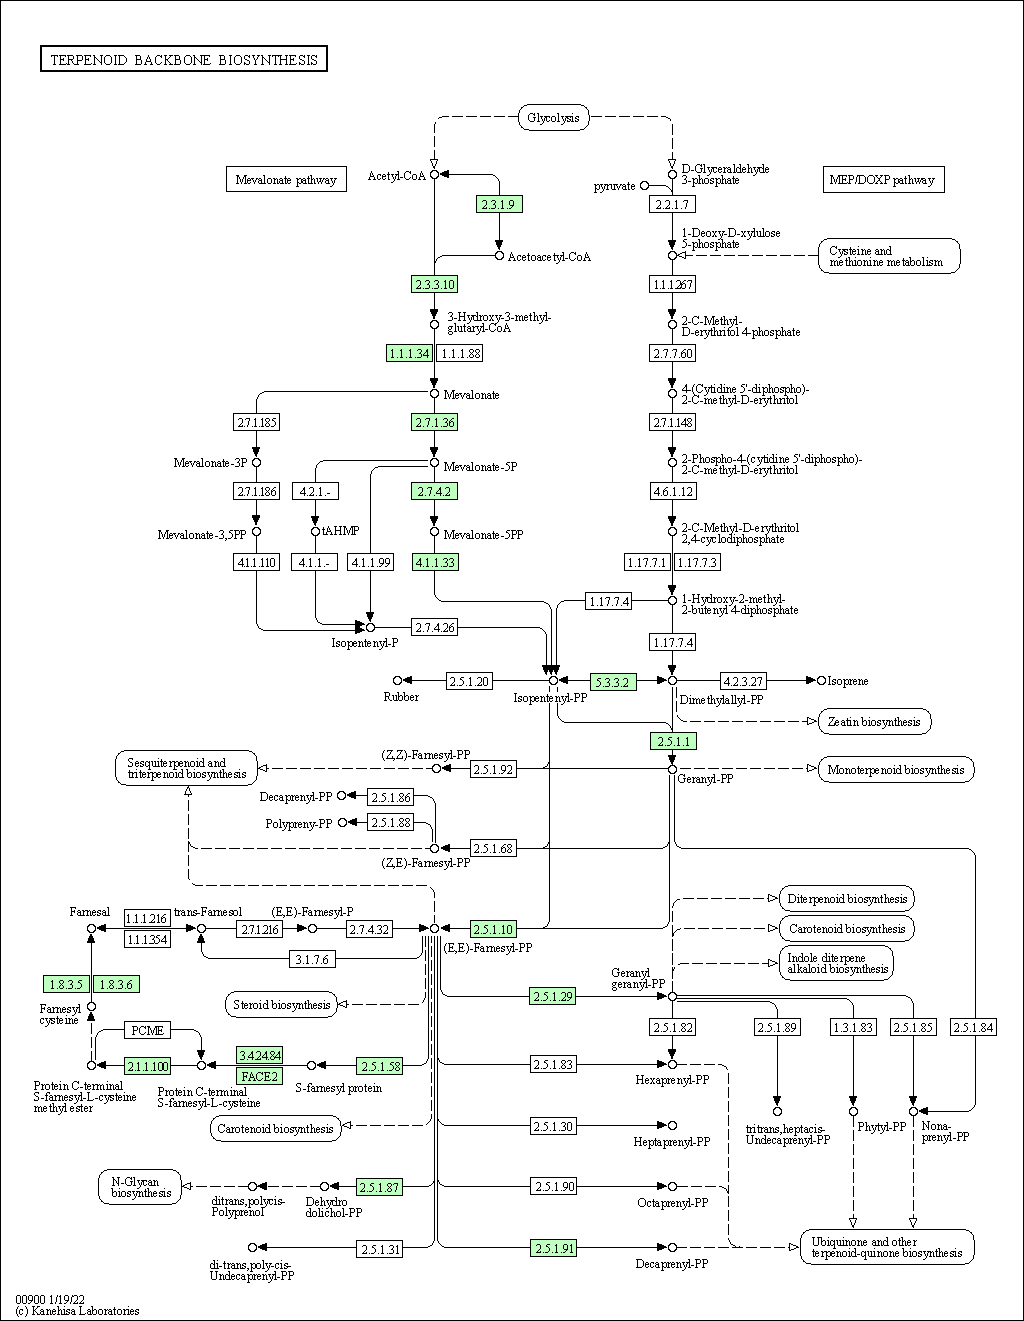 TERPENOID BACKBONE BIOSYNTHESIS
Glycolysis
Mevalonate pathway
Acetyl-CoA
D-Glyceraldehyde
3-phosphate
pyruvate
MEP/DOXP pathway
2.3.1.9
2.2.1.7
1-Deoxy-D-xylulose
5-phosphate
Acetoacetyl-CoA
Cysteine and
methionine metabolism
2.3.3.10
1.1.1.267
3-Hydroxy-3-methyl-
glutaryl-CoA
2-C-Methyl-
D-erythritol 4-phosphate
1.1.1.34
1.1.1.88
2.7.7.60
Mevalonate
4-(Cytidine 5'-diphospho)-
2-C-methyl-D-erythritol
2.7.1.185
2.7.1.36
2.7.1.148
Mevalonate-3P
Mevalonate-5P
2-Phospho-4-(cytidine 5'-diphospho)-
2-C-methyl-D-erythritol
2.7.1.186
4.2.1.-
2.7.4.2
4.6.1.12
Mevalonate-3,5PP
tAHMP
Mevalonate-5PP
2-C-Methyl-D-erythritol
2,4-cyclodiphosphate
4.1.1.110
4.1.1.-
4.1.1.99
4.1.1.33
1.17.7.1
1.17.7.3
1.17.7.4
1-Hydroxy-2-methyl-
2-butenyl 4-diphosphate
2.7.4.26
Isopentenyl-P
1.17.7.4
Rubber
2.5.1.20
Isopentenyl-PP
5.3.3.2
Dimethylallyl-PP
4.2.3.27
Isoprene
Zeatin biosynthesis
2.5.1.1
Sesquiterpenoid and
triterpenoid biosynthesis
(Z,Z)-Farnesyl-PP
2.5.1.92
Geranyl-PP
Monoterpenoid biosynthesis
Decaprenyl-PP
2.5.1.86
Polypreny-PP
2.5.1.88
2.5.1.68
(Z,E)-Farnesyl-PP
Diterpenoid biosynthesis
Farnesal
1.1.1.216
1.1.1.354
trans-Farnesol
2.7.1.216
(E,E)-Farnesyl-P
2.7.4.32
2.5.1.10
(E,E)-Farnesyl-PP
Carotenoid biosynthesis
3.1.7.6
Indole diterpene
alkaloid biosynthesis
1.8.3.5
1.8.3.6
Geranyl
geranyl-PP
2.5.1.29
Farnesyl
cysteine
Steroid biosynthesis
PCME
2.5.1.82
2.5.1.89
1.3.1.83
2.5.1.85
2.5.1.84
2.1.1.100
3.4.24.84
FACE2
2.5.1.58
2.5.1.83
Protein C-terminal
S-farnesyl-L-cysteine
methyl ester
Protein C-terminal
S-farnesyl-L-cysteine
S-farnesyl protein
Hexaprenyl-PP
Carotenoid biosynthesis
2.5.1.30
Heptaprenyl-PP
tritrans,heptacis-
Undecaprenyl-PP
Phytyl-PP
Nona-
prenyl-PP
N-Glycan
biosynthesis
ditrans,polycis-
Polyprenol
Dehydro
dolichol-PP
2.5.1.87
2.5.1.90
Octaprenyl-PP
di-trans,poly-cis-
Undecaprenyl-PP
2.5.1.31
2.5.1.91
Decaprenyl-PP
Ubiquinone and other
terpenoid-quinone biosynthesis
00900 1/19/22
(c) Kanehisa Laboratories